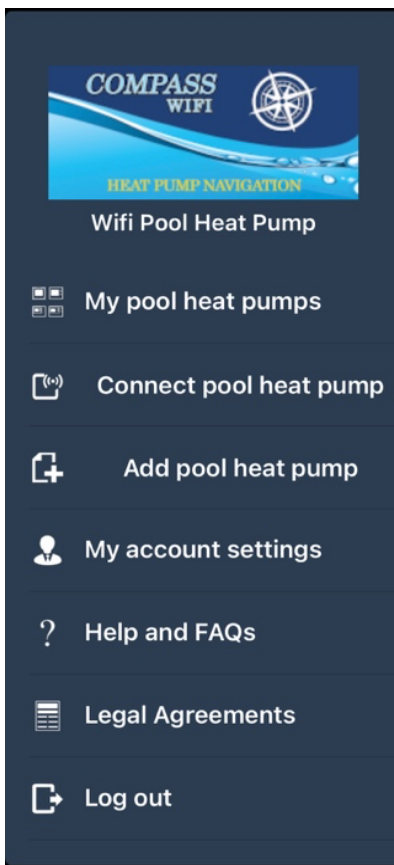 COMPASS
WIFI
HEAT PUMP NAVIGATION
Wifi Pool Heat Pump
My pool heat pumps
Connect pool heat pump
Add pool heat pump
My account settings
? Help and FAQs
Legal Agreements
Log out